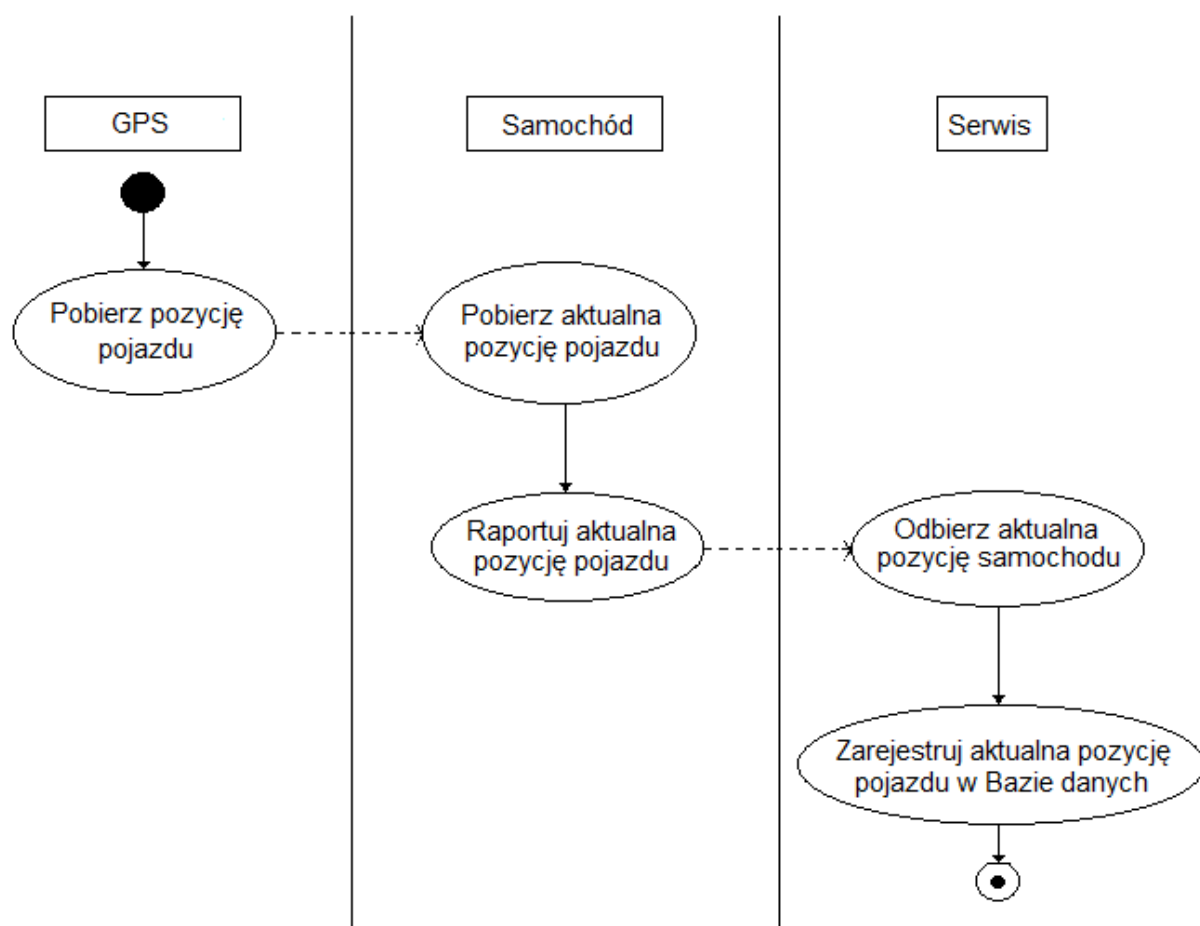 GPS
Samochód
Serwis
Pobierz pozycję
pojazdu
Pobierz aktualna
pozycję pojazdu
Raportuj aktualna
pozycję pojazdu
Odbierz aktualna
pozycję samochodu
Zarejestruj aktualna pozycję
pojazdu w Bazie danych